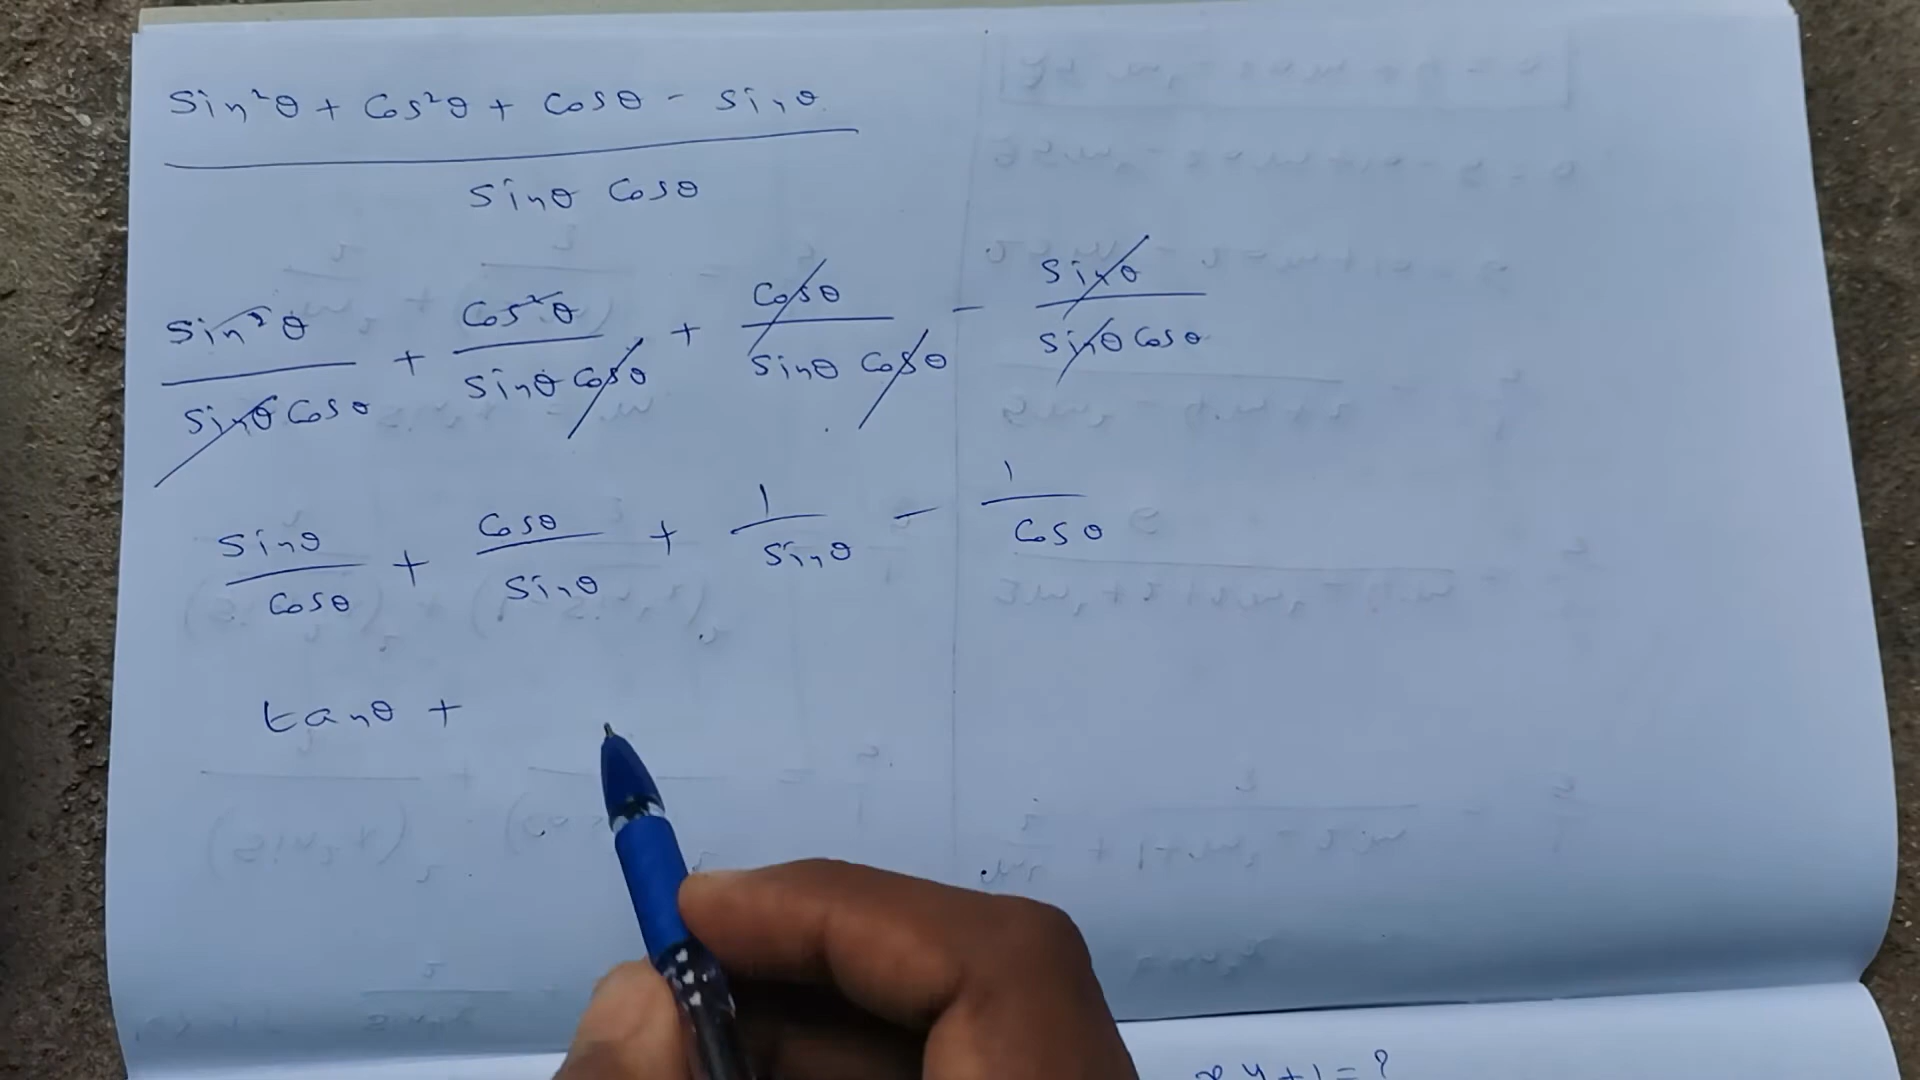 Sin²θ + Cos²θ + Cosθ - Sinθ
Sinθ Cosθ
Sin²θ / Sinθ Cosθ + Cos²θ / Sinθ Cosθ + Cosθ / Sinθ Cosθ - Sinθ / Sinθ Cosθ
Sinθ / Cosθ + Cosθ / Sinθ + 1 / Sinθ - 1 / Cosθ
tanθ +